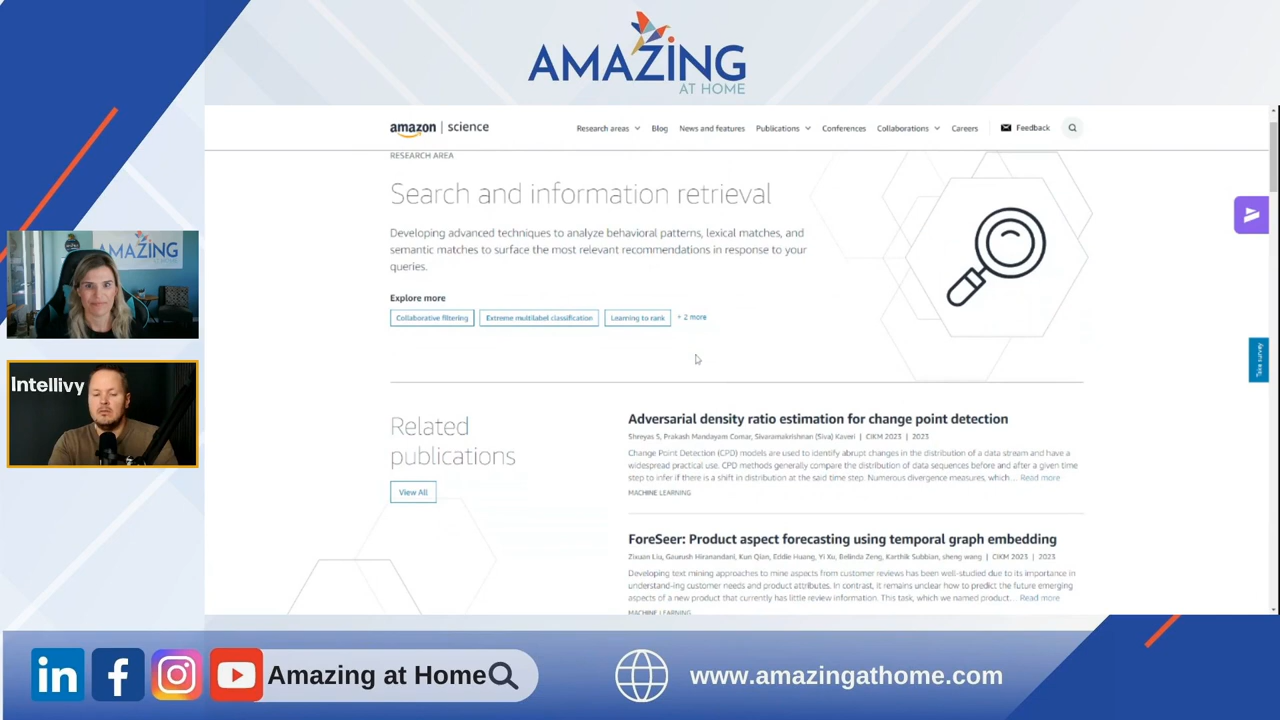 AMAZING
AT HOME
amazon | science
Research areas
Blog
News and features
Publications
Conferences
Collaborations
Careers
Feedback
RESEARCH AREA
Search and information retrieval
Developing advanced techniques to analyze behavioral patterns, lexical matches, and
semantic matches to surface the most relevant recommendations in response to your
queries.
Explore more
Collaborative filtering
Extreme multilabel classification
Learning to rank
+ 2 more
Related
publications
View All
Adversarial density ratio estimation for change point detection
Shreyas S, Prakash Mandayam Comar, Sivaramakrishnan (Siva) Kaveri | CIKM 2023 | 2023
Change Point Detection (CPD) models are used to identify abrupt changes in the distribution of a data stream and have a
widespread practical use. CPD methods generally compare the distribution of data sequences before and after a given time
step to infer if there is a shift in distribution at the said time step. Numerous divergence measures, which ... Read more
MACHINE LEARNING
ForeSeer: Product aspect forecasting using temporal graph embedding
Zixuan Liu, Gaurush Hiranandani, Kun Qian, Eddie Huang, Yi Xu, Belinda Zeng, Karthik Subbian, sheng wang | CIKM 2023 | 2023
Developing text mining approaches to mine aspects from customer reviews has been well-studied due to its importance in
understand-ing customer needs and product attributes. In contrast, it remains unclear how to predict the future emerging
aspects of a new product that currently has little review information. This task, which we named product... Read more
MACHINE LEARNING
AMAZING
AT HOME
Intellivy
in
f
Amazing at Home
www.amazingathome.com